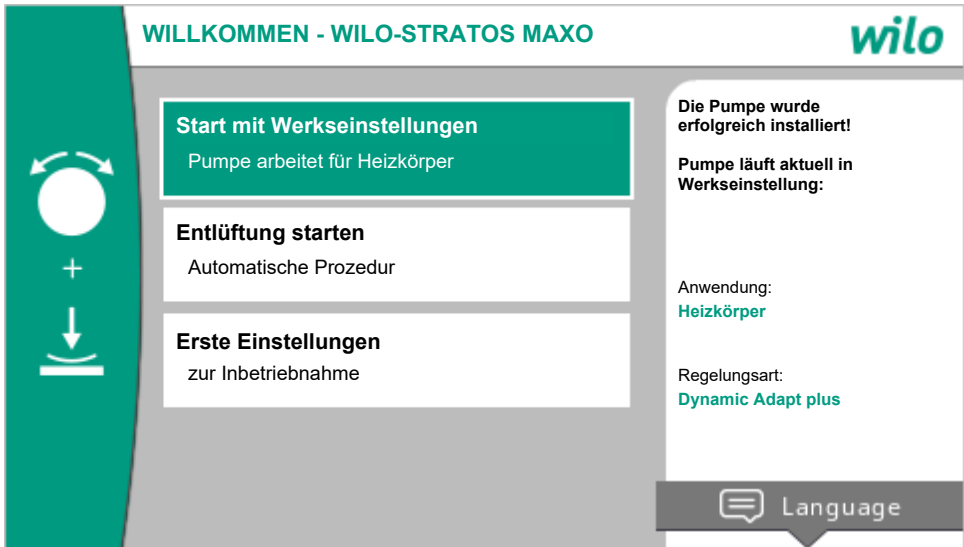 WILLKOMMEN - WILO-STRATOS MAXO
wilo
Start mit Werkseinstellungen
Pumpe arbeitet für Heizkörper
Entlüftung starten
Automatische Prozedur
Erste Einstellungen
zur Inbetriebnahme
Die Pumpe wurde
erfolgreich installiert!
Pumpe läuft aktuell in
Werkseinstellung:
Anwendung:
Heizkörper
Regelungsart:
Dynamic Adapt plus
Language